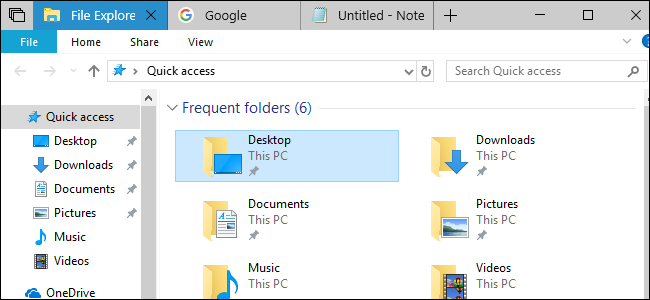 File Explore
Google
Untitled - Note
File
Home
Share
View
Quick access
Search Quick access
Quick access
Desktop
Downloads
Documents
Pictures
Music
Videos
OneDrive
Frequent folders (6)
Desktop
This PC
Downloads
This PC
Documents
This PC
Pictures
This PC
Music
This PC
Videos
This PC